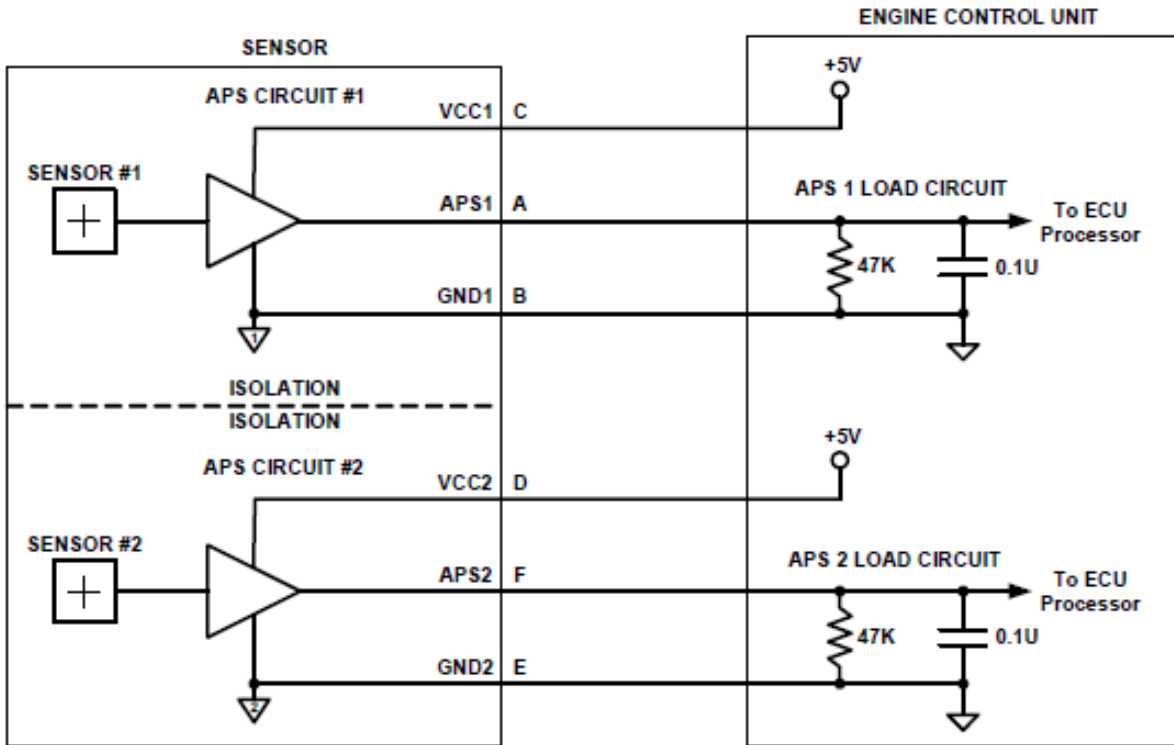 ENGINE CONTROL UNIT
SENSOR
+5V
APS CIRCUIT #1
VCC1 C
SENSOR #1
APS1 A
APS 1 LOAD CIRCUIT
To ECU
Processor
47K
0.1U
GND1 B
1
ISOLATION
ISOLATION
+5V
APS CIRCUIT #2
VCC2 D
SENSOR #2
APS2 F
APS 2 LOAD CIRCUIT
To ECU
Processor
47K
0.1U
GND2 E
2